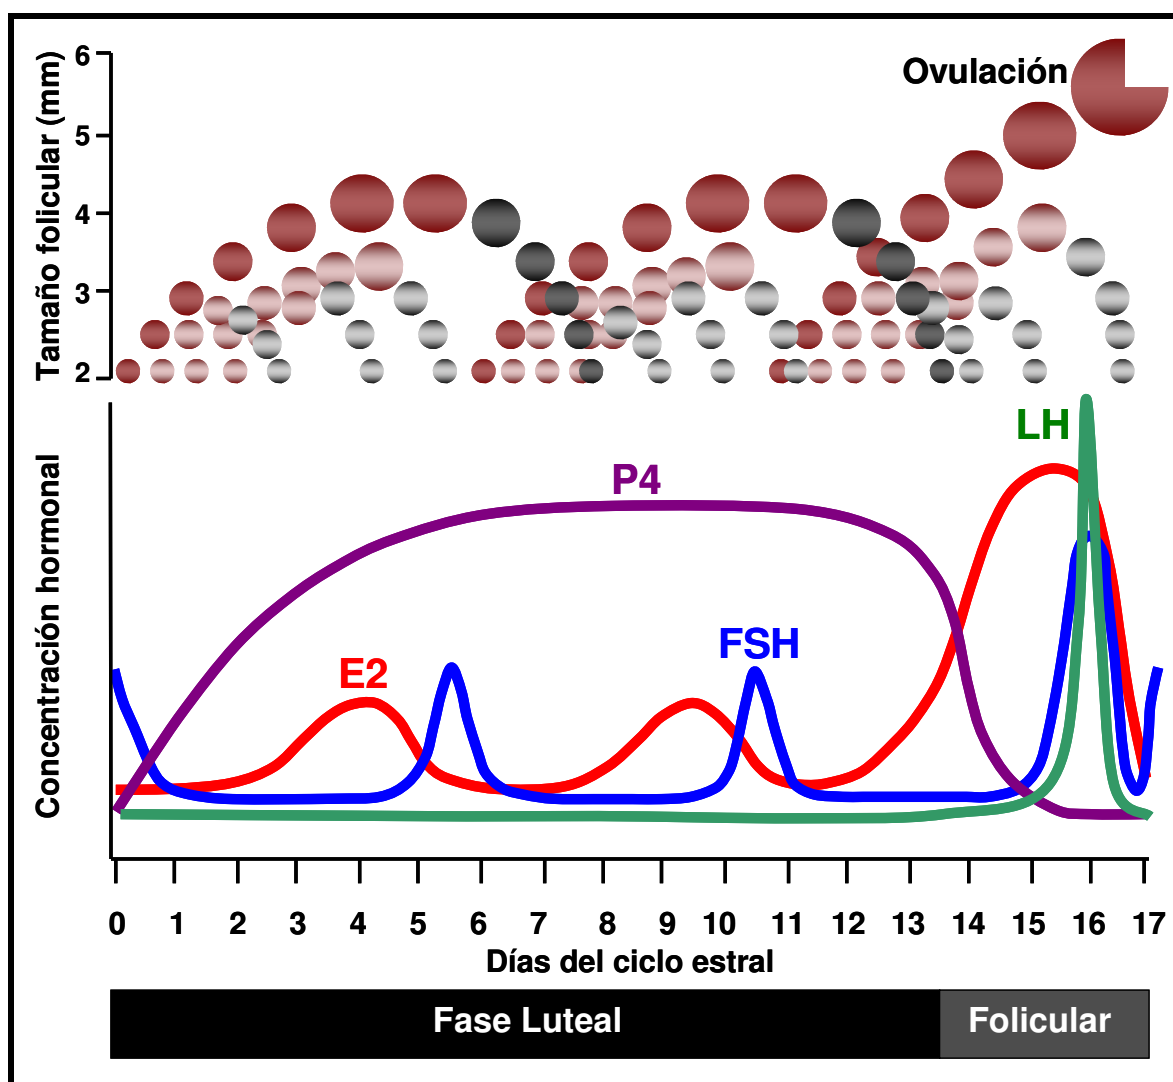 Ovulación
Tamaño folicular (mm)
6
5
4
3
2
LH
P4
FSH
E2
Concentración hormonal
0 1 2 3 4 5 6 7 8 9 10 11 12 13 14 15 16 17
Días del ciclo estral
Fase Luteal Folicular